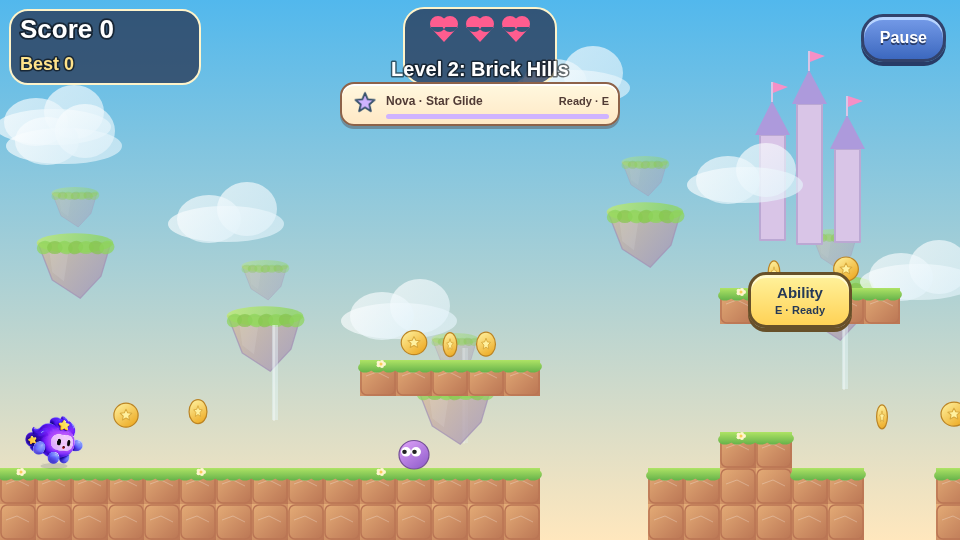 Score 0
Best 0
Level 2: Brick Hills
Nova · Star Glide
Ready · E
Pause
Ability
E · Ready